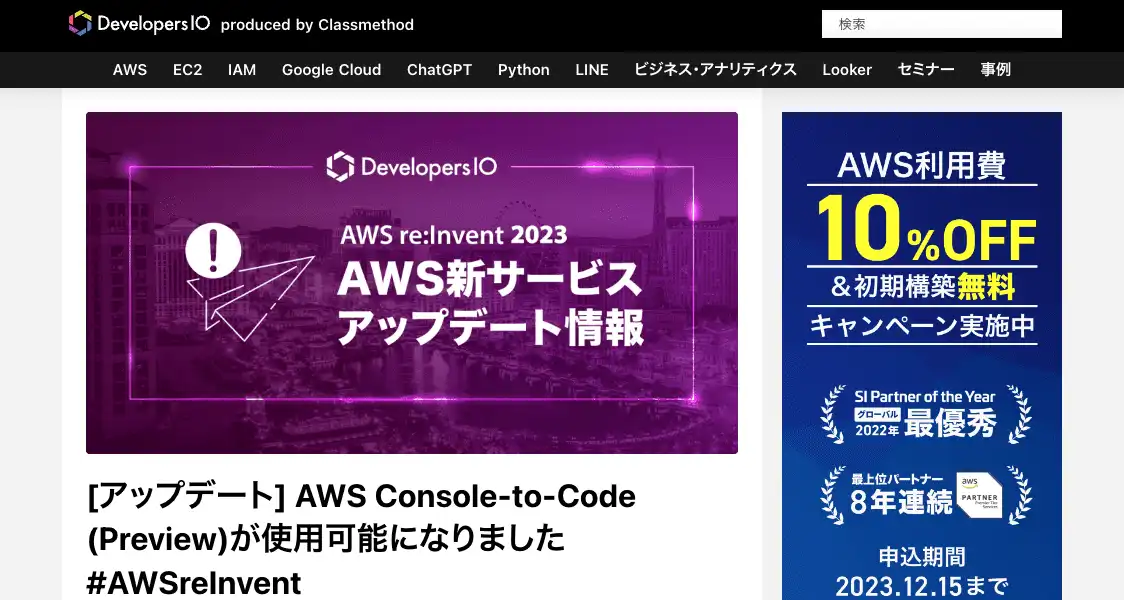 DevelopersIO produced by Classmethod
検索
AWS EC2 IAM Google Cloud ChatGPT Python LINE ビジネス・アナリティクス Looker セミナー 事例
DevelopersIO
AWS re:Invent 2023
AWS新サービス
アップデート情報
[アップデート] AWS Console-to-Code
(Preview)が使用可能になりました
#AWSreInvent
AWS利用費
10%OFF
&初期構築無料
キャンペーン実施中
SI Partner of the Year
グローバル
2022年 最優秀
最上位パートナー
8年連続
aws
PARTNER
Premier Tier
Services
申込期間
2023.12.15まで